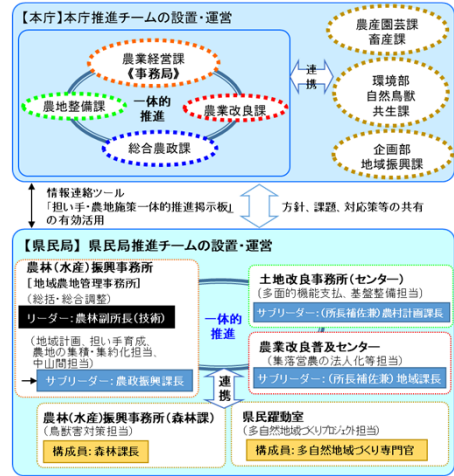 【本庁】本庁推進チームの設置・運営
農業経営課
《事務局》
農地整備課
一体的
推進
農業改良課
総合農政課
連
携
農産園芸課
畜産課
環境部
自然鳥獣
共生課
企画部
地域振興課
情報連絡ツール
「担い手・農地施策一体的推進掲示板」
の有効活用
方針、課題、対応策等の共有
【県民局】 県民局推進チームの設置・運営
農林(水産)振興事務所
[地域農地管理事務所]
(総括・総合調整)
リーダー:農林副所長(技術)
(地域計画、担い手育成、
農地の集積・集約化担当、
中山間担当)
サブリーダー:農政振興課長
一体的
推進
土地改良事務所(センター)
(多面的機能支払、基盤整備担当)
サブリーダー:(所長補佐兼)農村計画課長
農業改良普及センター
(集落営農の法人化等担当)
サブリーダー:(所長補佐兼)地域課長
連
携
農林(水産)振興事務所(森林課)
(鳥獣害対策担当)
構成員:森林課長
県民躍動室
(多自然地域づくりプロジェクト担当)
構成員:多自然地域づくり専門官